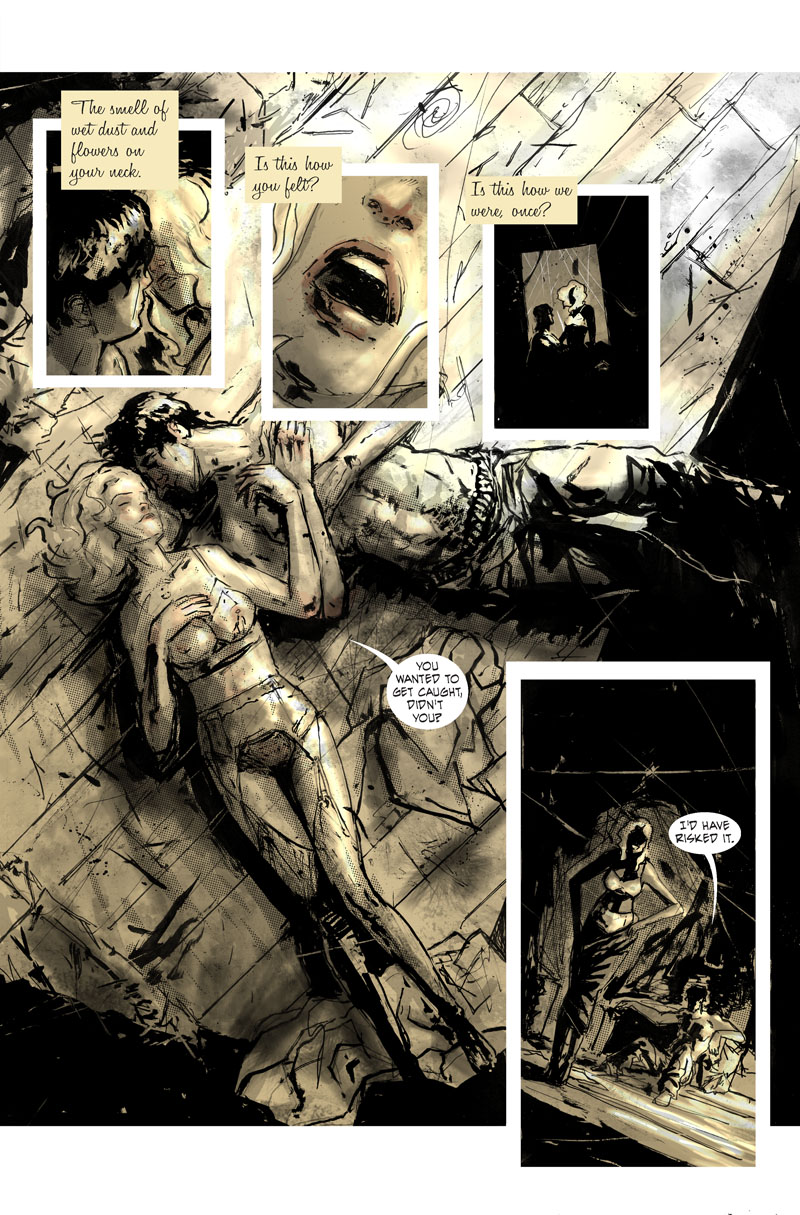 The smell of
wet dust and
flowers on
your neck.
Is this how
you felt?
Is this how we
were, once?
YOU
WANTED TO
GET CAUGHT,
DIDN'T
YOU?
I'D HAVE
RISKED IT.